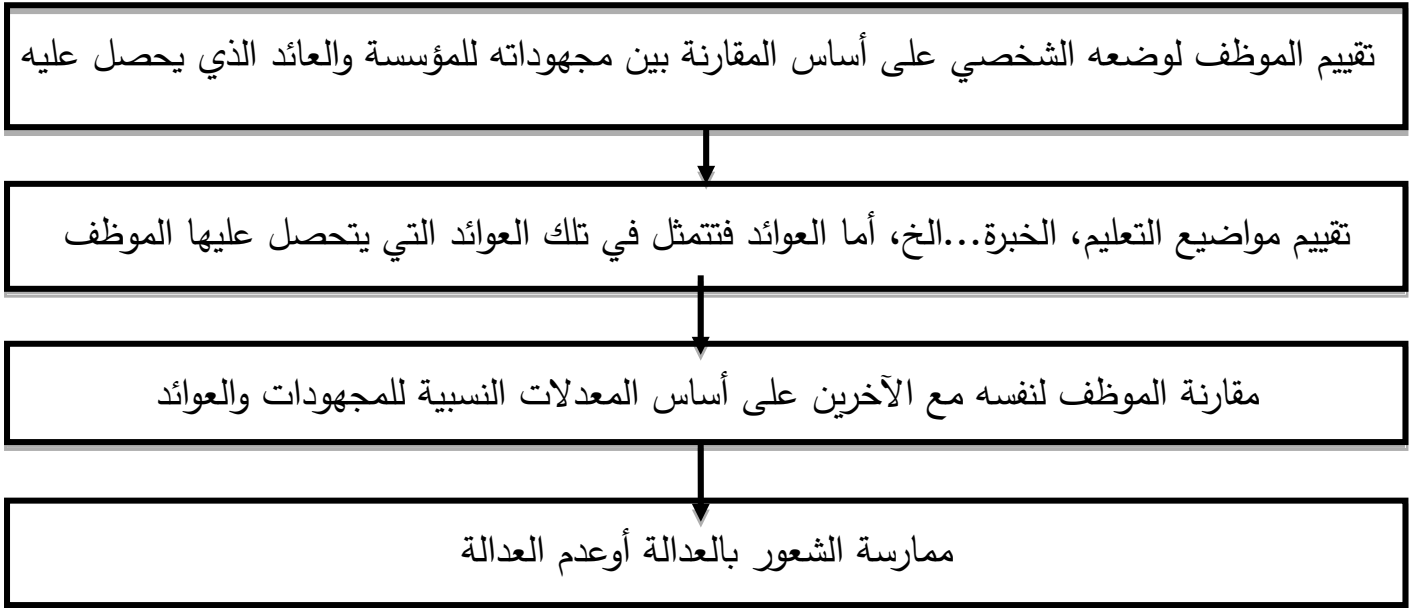 تقييم الموظف لوضعه الشخصي على أساس المقارنة بين مجهوداته للمؤسسة والعائد الذي يحصل عليه
تقييم مواضيع التعليم، الخبرة...الخ، أما العوائد فتتمثل في تلك العوائد التي يتحصل عليها الموظف
مقارنة الموظف لنفسه مع الآخرين على أساس المعدلات النسبية للمجهودات والعوائد
ممارسة الشعور بالعدالة أوعدم العدالة